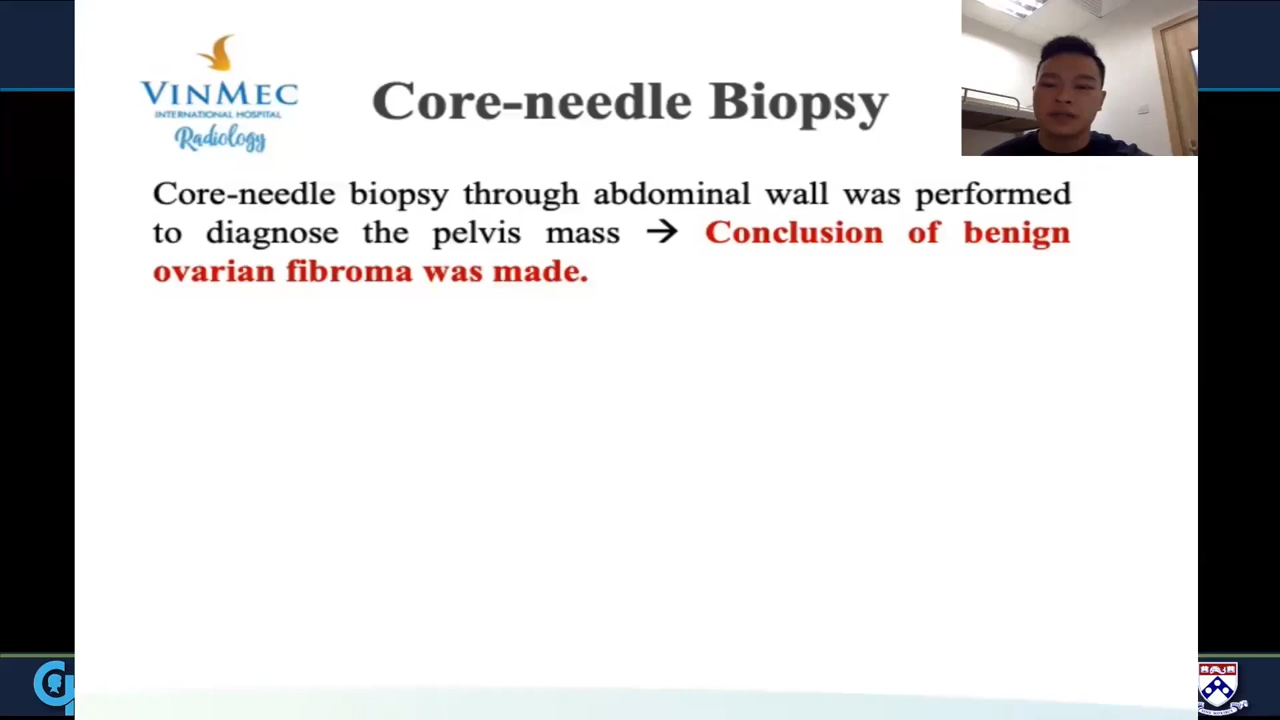 VINMEC
INTERNATIONAL HOSPITAL
Radiology
Core-needle Biopsy
Core-needle biopsy through abdominal wall was performed
to diagnose the pelvis mass → Conclusion of benign
ovarian fibroma was made.